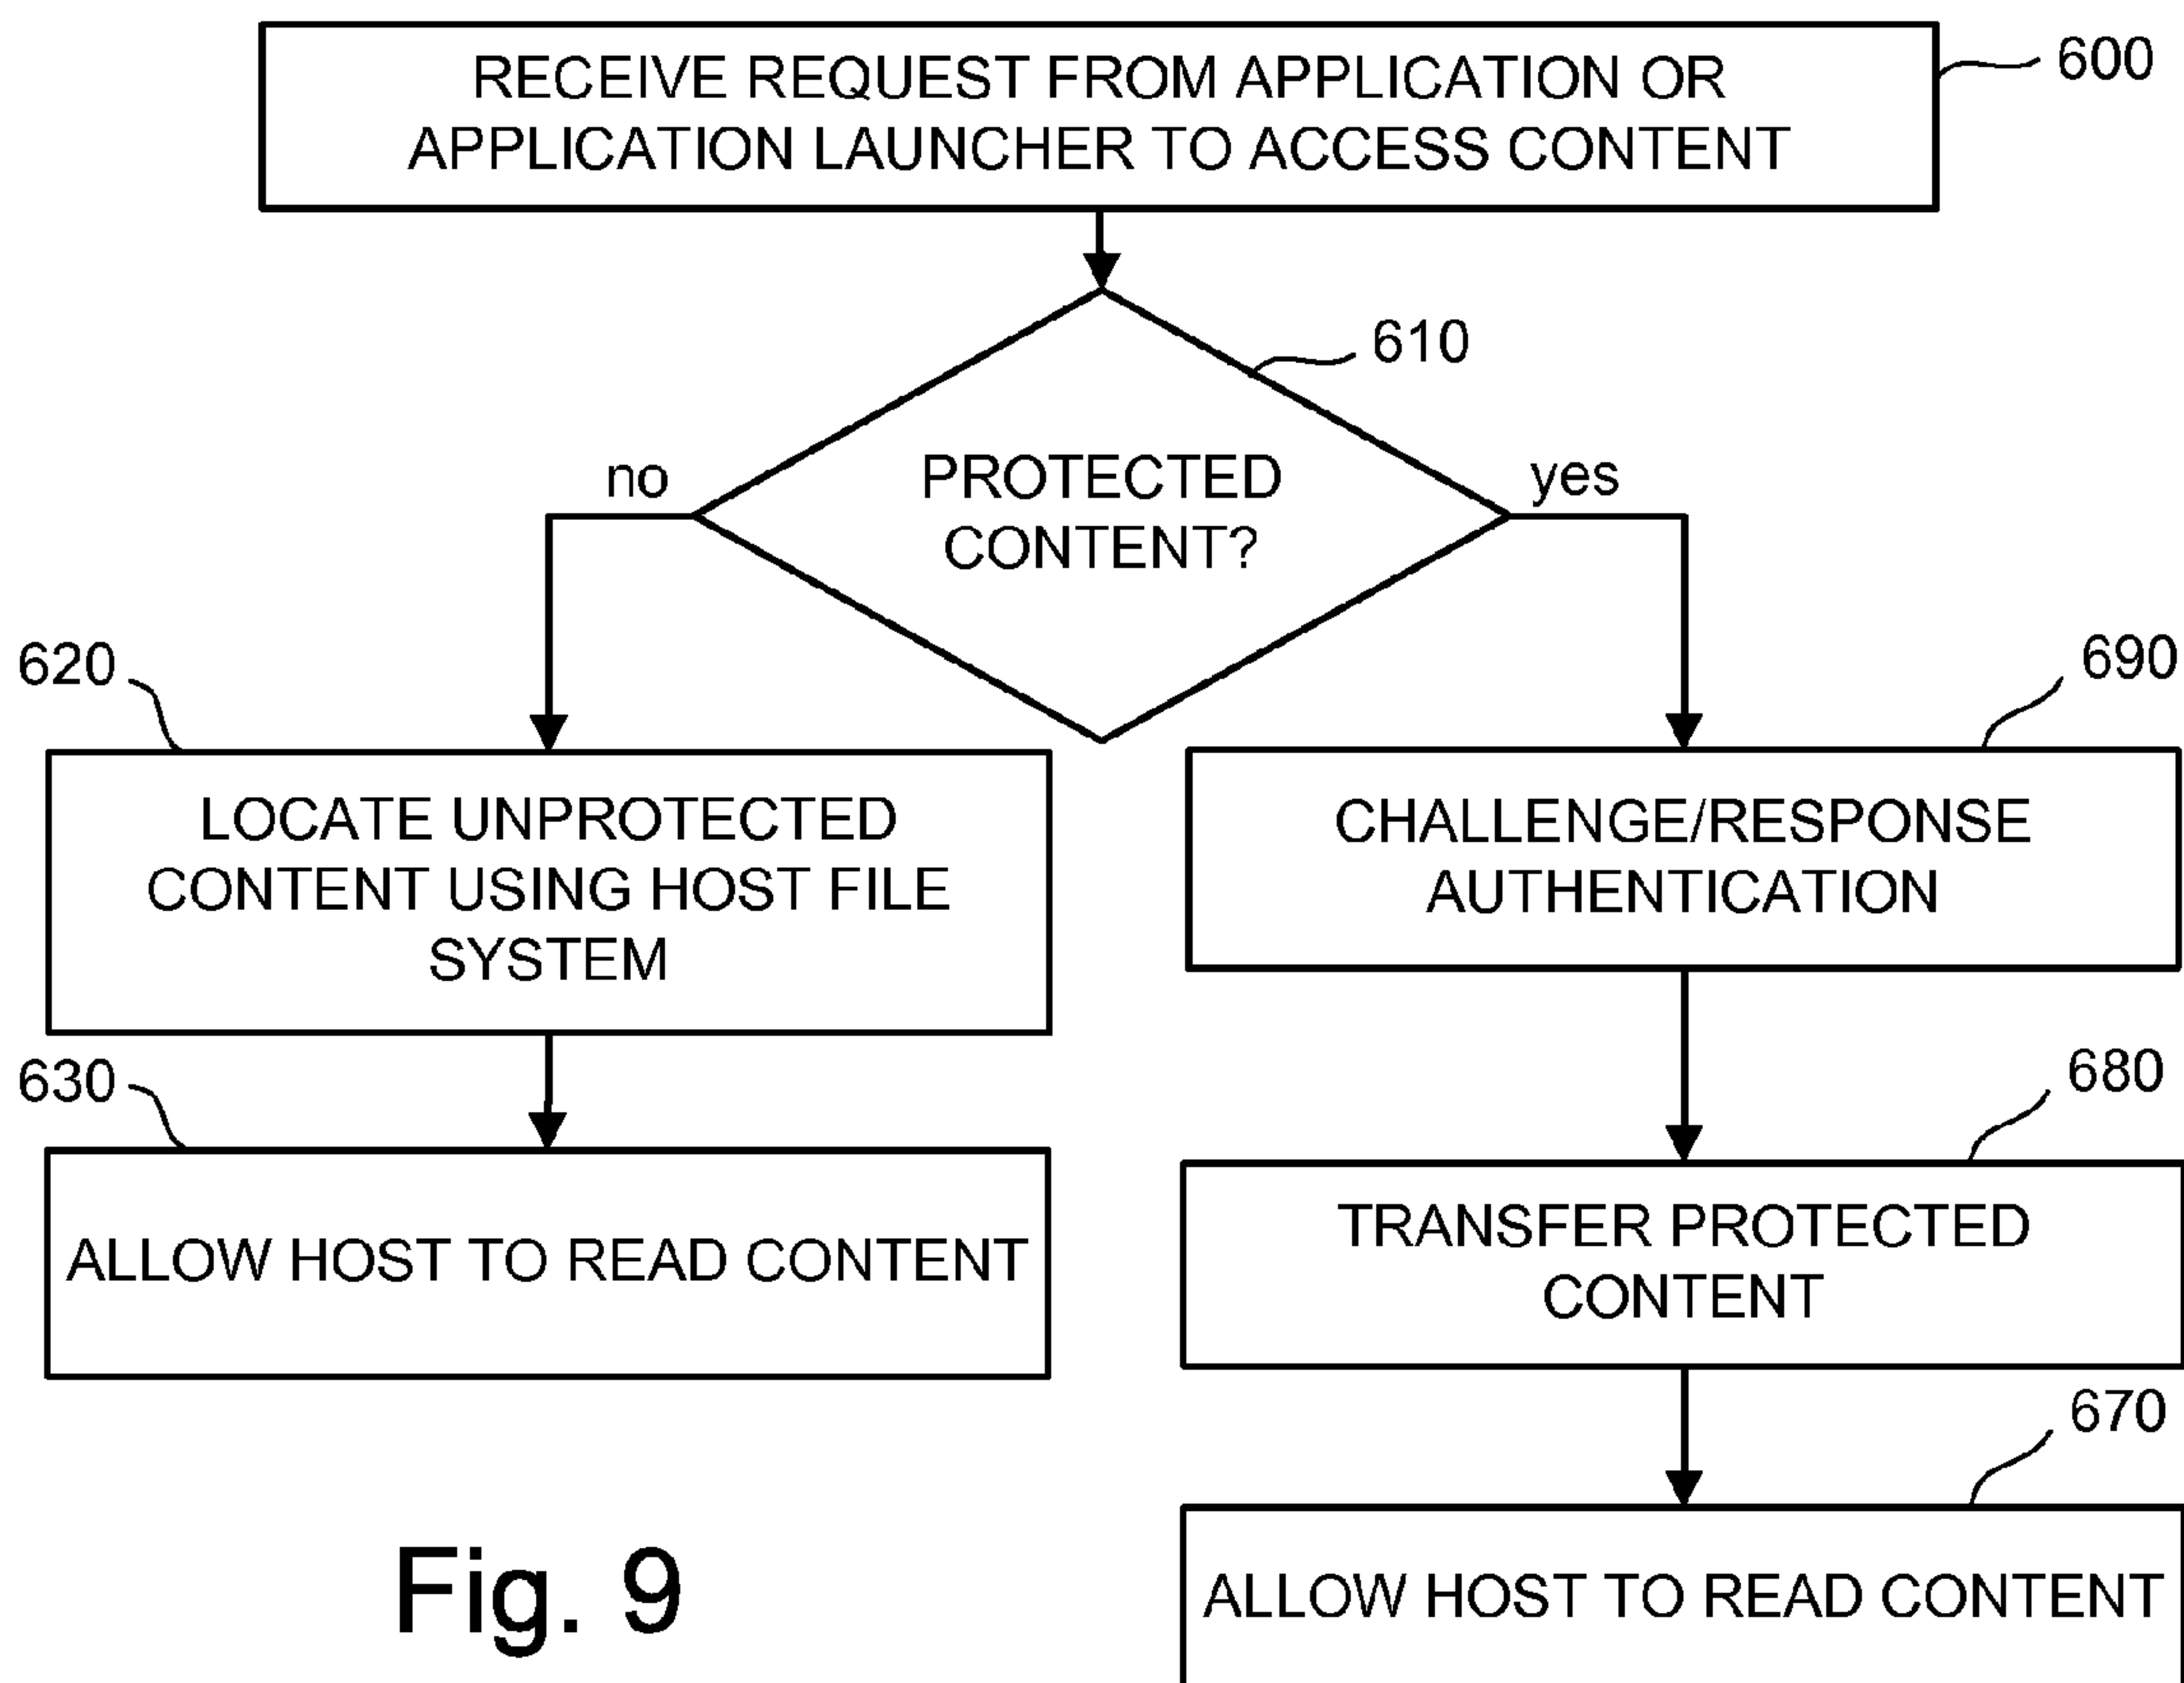 RECEIVE REQUEST FROM APPLICATION OR
APPLICATION LAUNCHER TO ACCESS CONTENT
600
610
PROTECTED
CONTENT?
no
yes
620
LOCATE UNPROTECTED
CONTENT USING HOST FILE
SYSTEM
630
ALLOW HOST TO READ CONTENT
690
CHALLENGE/RESPONSE
AUTHENTICATION
680
TRANSFER PROTECTED
CONTENT
670
ALLOW HOST TO READ CONTENT
Fig. 9